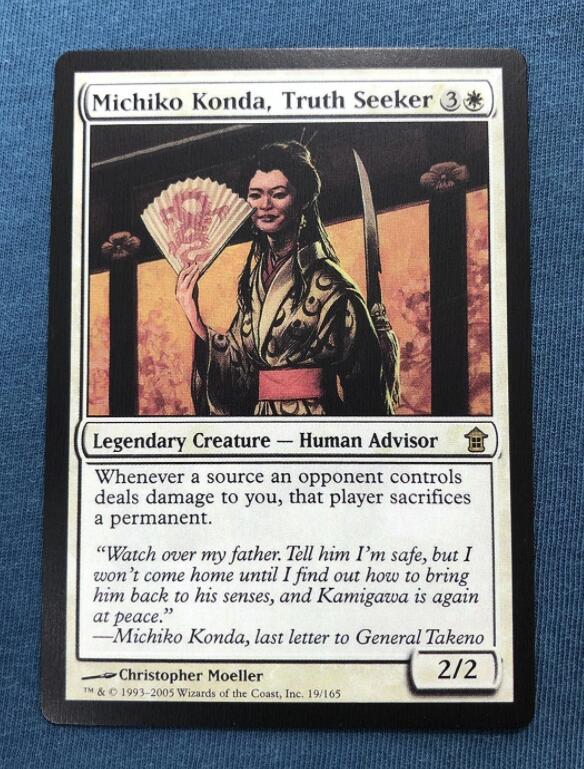 Michiko Konda, Truth Seeker 3
Legendary Creature — Human Advisor
Whenever a source an opponent controls
deals damage to you, that player sacrifices
a permanent.
“Watch over my father. Tell him I’m safe, but I
won’t come home until I find out how to bring
him back to his senses, and Kamigawa is again
at peace.”
—Michiko Konda, last letter to General Takeno
2/2
Christopher Moeller
™ & © 1993–2005 Wizards of the Coast, Inc. 19/165